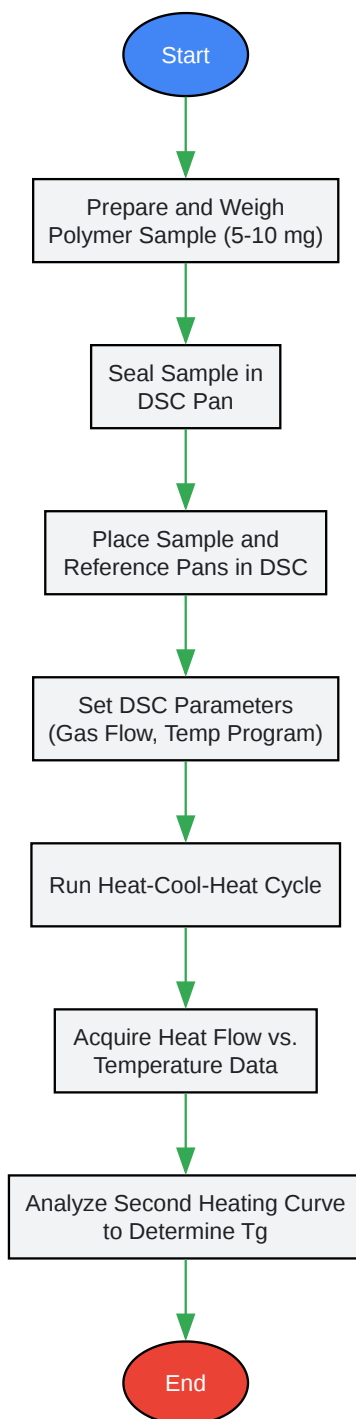 Start
Prepare and Weigh
Polymer Sample (5-10 mg)
Seal Sample in
DSC Pan
Place Sample and
Reference Pans in DSC
Set DSC Parameters
(Gas Flow, Temp Program)
Run Heat-Cool-Heat Cycle
Acquire Heat Flow vs.
Temperature Data
Analyze Second Heating Curve
to Determine Tg
End